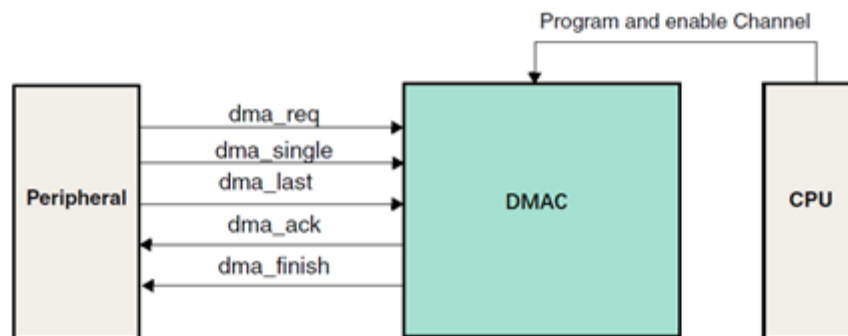 Program and enable Channel
dma_req
dma_single
dma_last
Peripheral
DMAC
CPU
dma_ack
dma_finish